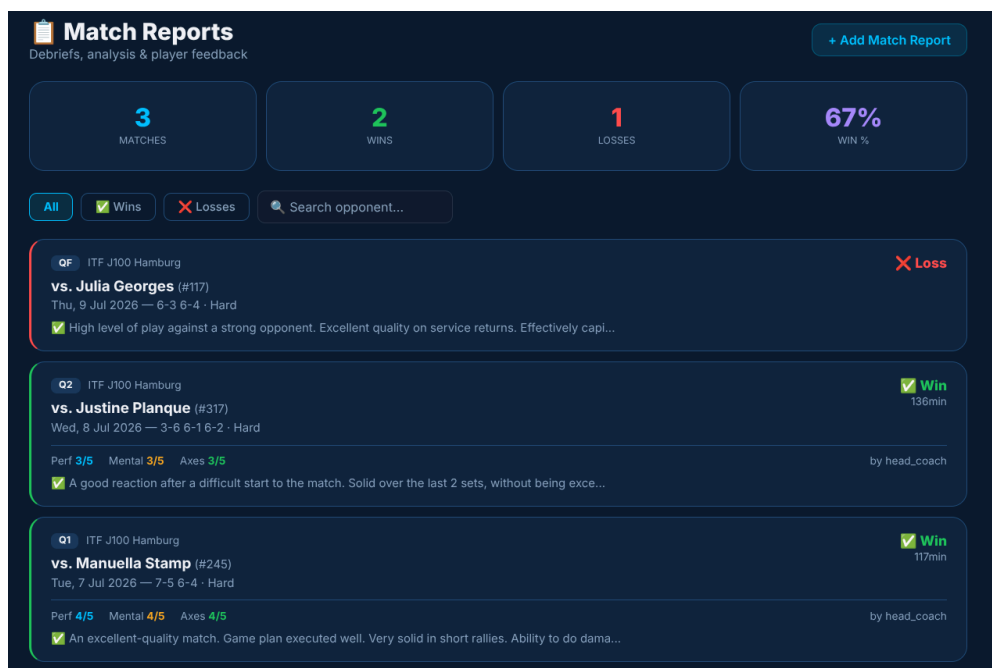 📋 Match Reports
Debriefs, analysis & player feedback
+ Add Match Report
3
MATCHES
2
WINS
1
LOSSES
67%
WIN %
All
✅ Wins
❌ Losses
🔍 Search opponent...
QF ITF J100 Hamburg
❌ Loss
vs. Julia Georges (#117)
Thu, 9 Jul 2026 — 6-3 6-4 · Hard
✅ High level of play against a strong opponent. Excellent quality on service returns. Effectively capi...
Q2 ITF J100 Hamburg
✅ Win
136min
vs. Justine Planque (#317)
Wed, 8 Jul 2026 — 3-6 6-1 6-2 · Hard
Perf 3/5 Mental 3/5 Axes 3/5
by head_coach
✅ A good reaction after a difficult start to the match. Solid over the last 2 sets, without being exce...
Q1 ITF J100 Hamburg
✅ Win
117min
vs. Manuella Stamp (#245)
Tue, 7 Jul 2026 — 7-5 6-4 · Hard
Perf 4/5 Mental 4/5 Axes 4/5
by head_coach
✅ An excellent-quality match. Game plan executed well. Very solid in short rallies. Ability to do dama...